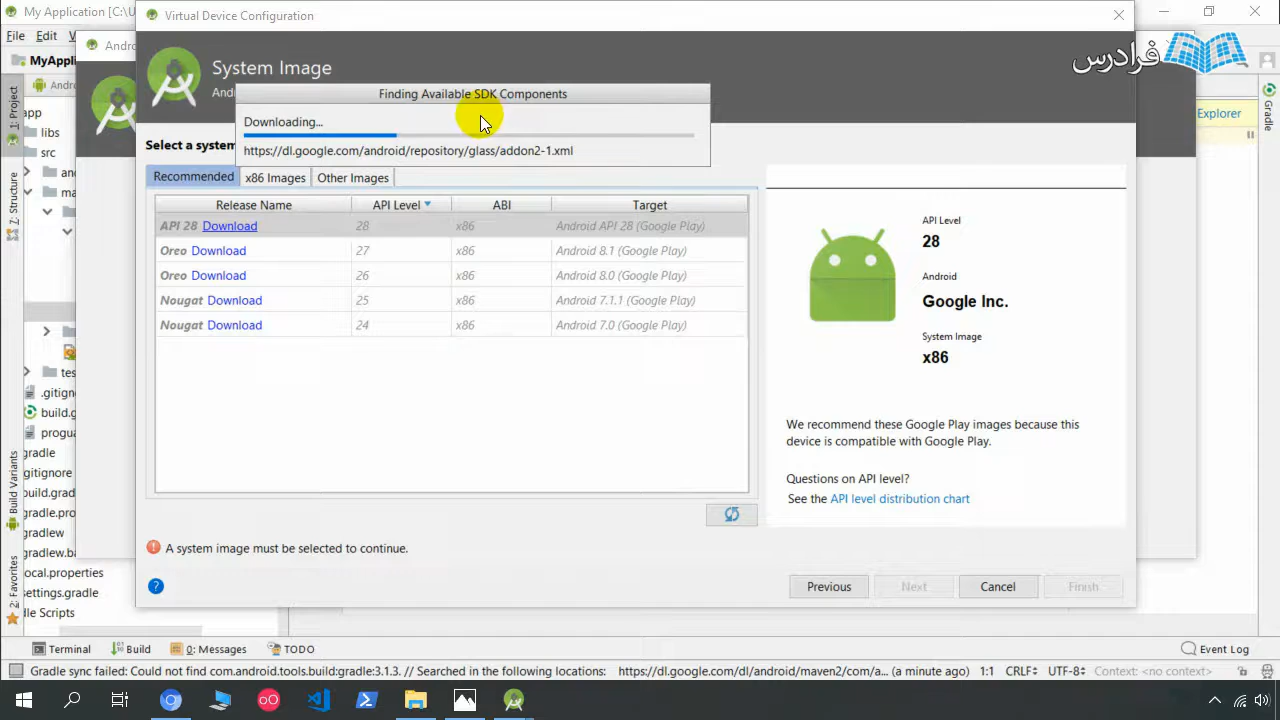 My Application [C:\U
Virtual Device Configuration
File Edit V
Andro
MyAppli
System Image
And
فرادرس
Finding Available SDK Components
Downloading...
https://dl.google.com/android/repository/glass/addon2-1.xml
Select a system
Recommended x86 Images Other Images
Release Name API Level ABI Target
API 28 Download 28 x86 Android API 28 (Google Play)
Oreo Download 27 x86 Android 8.1 (Google Play)
Oreo Download 26 x86 Android 8.0 (Google Play)
Nougat Download 25 x86 Android 7.1.1 (Google Play)
Nougat Download 24 x86 Android 7.0 (Google Play)
API Level
28
Android
Google Inc.
System Image
x86
We recommend these Google Play images because this
device is compatible with Google Play.
Questions on API level?
See the API level distribution chart
A system image must be selected to continue.
? Previous Next Cancel Finish
1: Project
7: Structure
Build Variants
2: Favorites
Andro
app
libs
src
an
ma
tes
.gitign
build.g
progua
gradle
gitignore
build.grad
gradle.pro
gradlew
gradlew.ba
local.properties
settings.gradle
dle Scripts
Explorer
Gradle
Terminal Build 0: Messages TODO Event Log
Gradle sync failed: Could not find com.android.tools.build:gradle:3.1.3. // Searched in the following locations: https://dl.google.com/dl/android/maven2/com/a... (a minute ago) 1:1 CRLF UTF-8 Context: <no context>